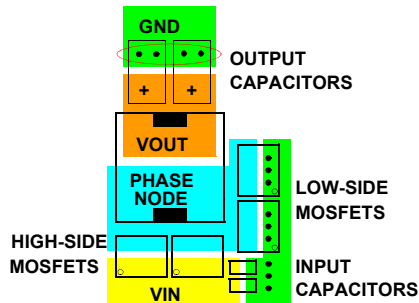 GND
OUTPUT
CAPACITORS
+ +
VOUT
PHASE
NODE
LOW-SIDE
MOSFETS
HIGH-SIDE
MOSFETS
VIN
INPUT
CAPACITORS